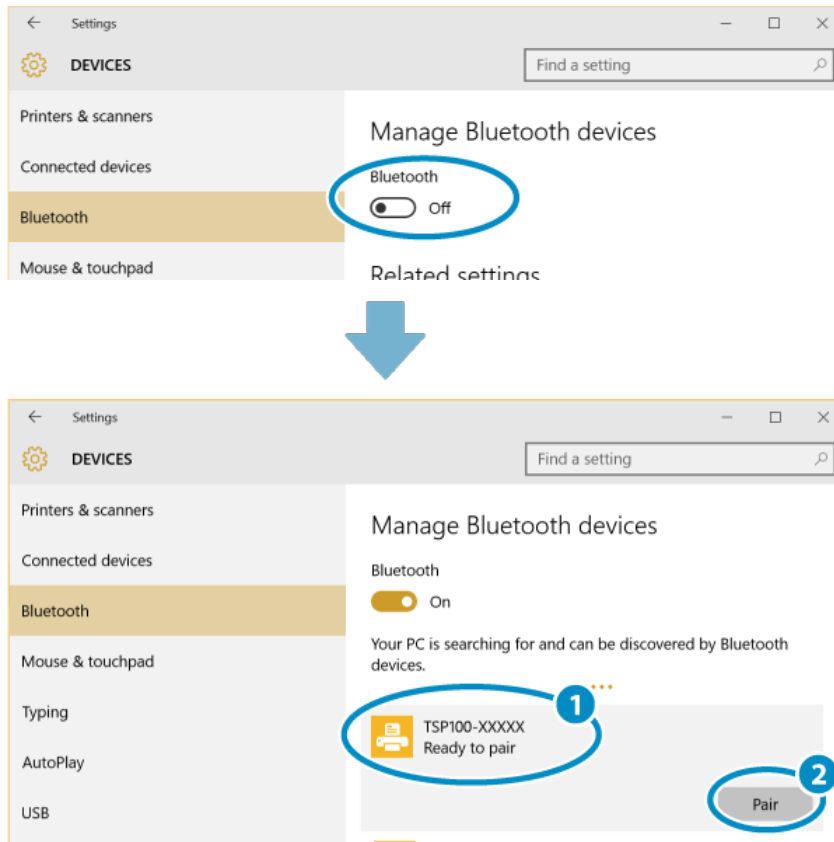 Settings
DEVICES
Find a setting
Printers & scanners
Connected devices
Bluetooth
Mouse & touchpad
Manage Bluetooth devices
Bluetooth
Off
Related settings
Settings
DEVICES
Find a setting
Printers & scanners
Connected devices
Bluetooth
Mouse & touchpad
Typing
AutoPlay
USB
Manage Bluetooth devices
Bluetooth
On
Your PC is searching for and can be discovered by Bluetooth
devices.
1
TSP100-XXXXX
Ready to pair
2
Pair